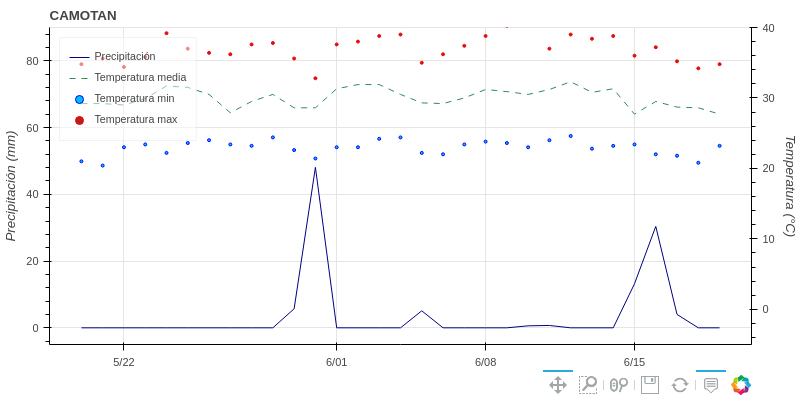 CAMOTAN
Precipitación
Temperatura media
Temperatura min
Temperatura max
Precipitación (mm)
80
60
40
20
0
Temperatura (°C)
40
30
20
10
0
5/22
6/01
6/08
6/15